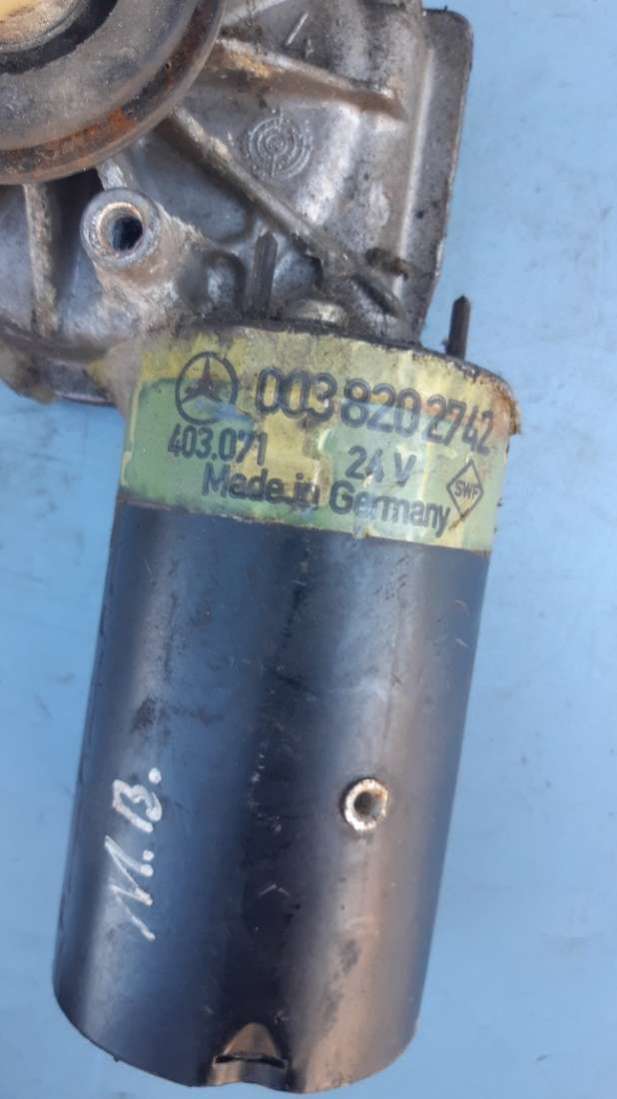 003 820 2742
403.071 24 V
Made in Germany SWF
M.B.